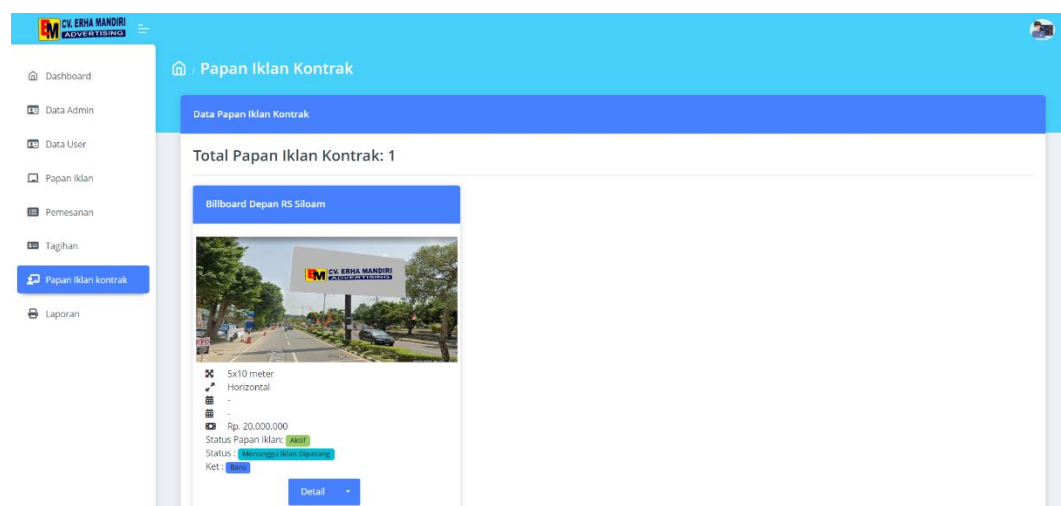 EM CV. ERHA MANDIRI
ADVERTISING
Dashboard
Data Admin
Data User
Papan Iklan
Pemesanan
Tagihan
Papan Iklan kontrak
Laporan
/ Papan Iklan Kontrak
Data Papan Iklan Kontrak
Total Papan Iklan Kontrak: 1
Billboard Depan RS Siloam
EM CV. ERHA MANDIRI
ADVERTISING
5x10 meter
Horizontal
-
-
Rp. 20.000.000
Status Papan Iklan: Aktif
Status : Menunggu Iklan Dipasang
Ket : Baru
Detail